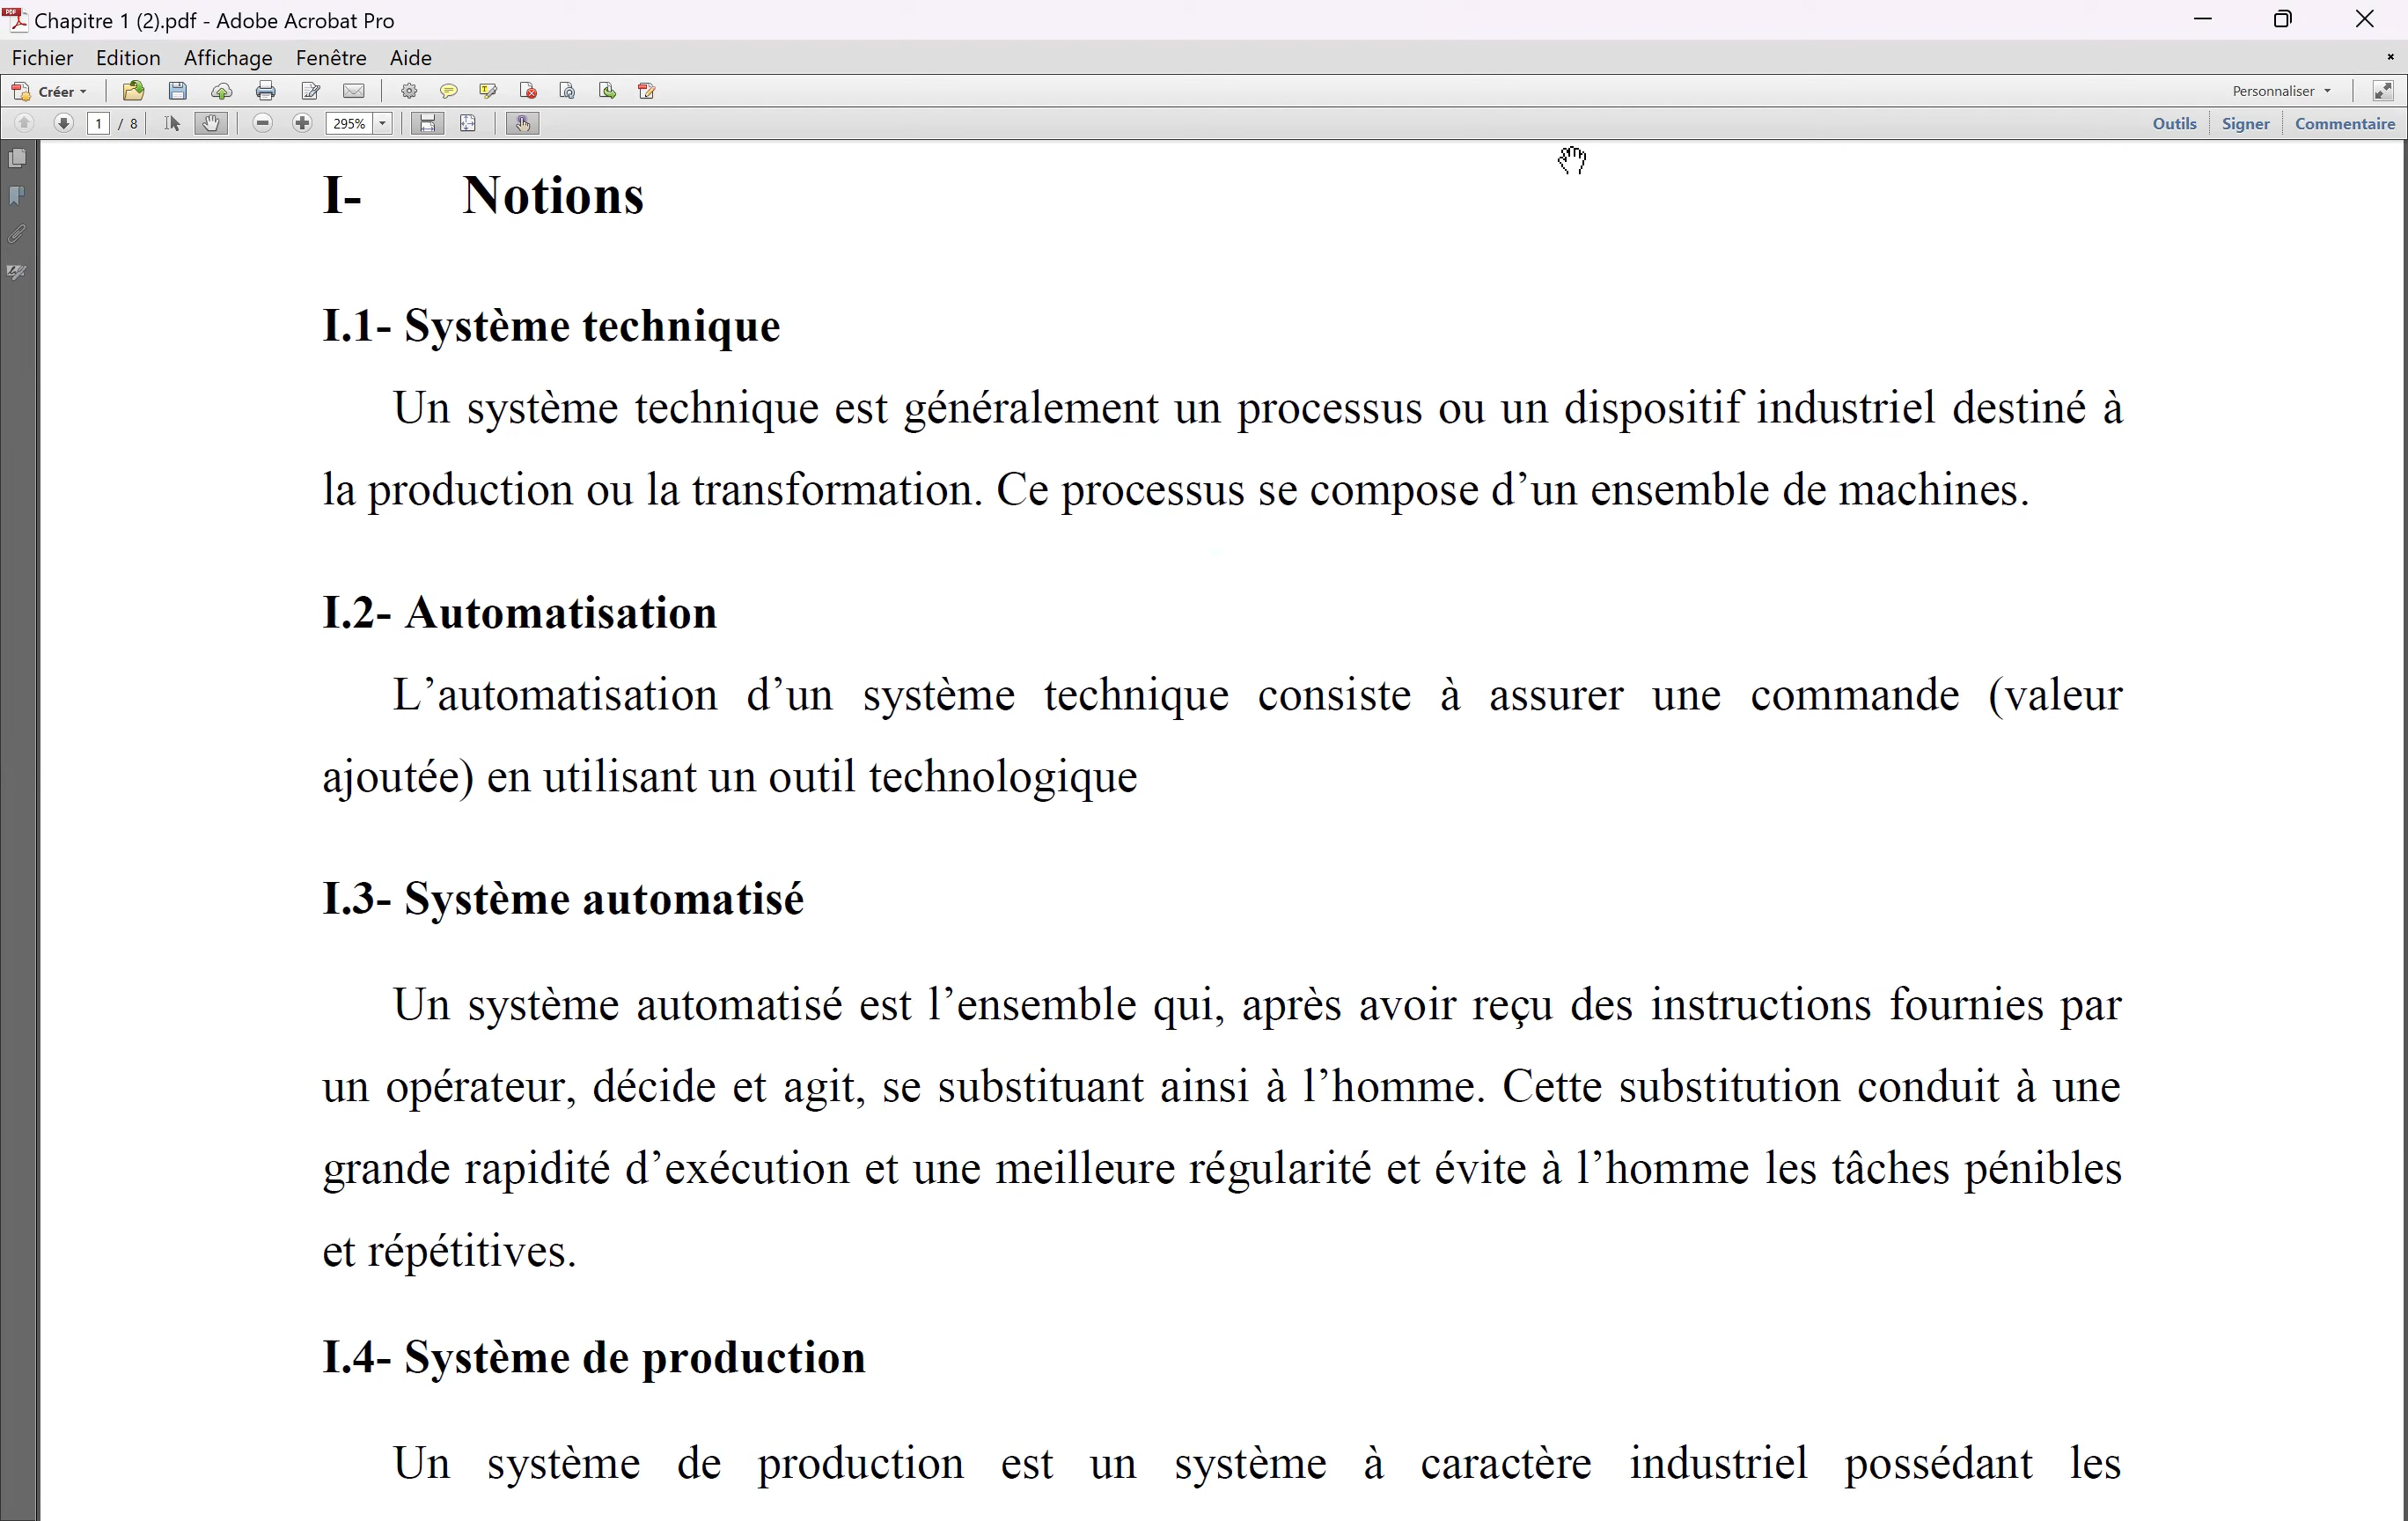 Chapitre 1 (2).pdf - Adobe Acrobat Pro
Fichier Edition Affichage Fenêtre Aide
Créer Personnaliser
1 / 8 295% Outils Signer Commentaire
I- Notions
I.1- Système technique
Un système technique est généralement un processus ou un dispositif industriel destiné à
la production ou la transformation. Ce processus se compose d’un ensemble de machines.
I.2- Automatisation
L’automatisation d’un système technique consiste à assurer une commande (valeur
ajoutée) en utilisant un outil technologique
I.3- Système automatisé
Un système automatisé est l’ensemble qui, après avoir reçu des instructions fournies par
un opérateur, décide et agit, se substituant ainsi à l’homme. Cette substitution conduit à une
grande rapidité d’exécution et une meilleure régularité et évite à l’homme les tâches pénibles
et répétitives.
I.4- Système de production
Un système de production est un système à caractère industriel possédant les